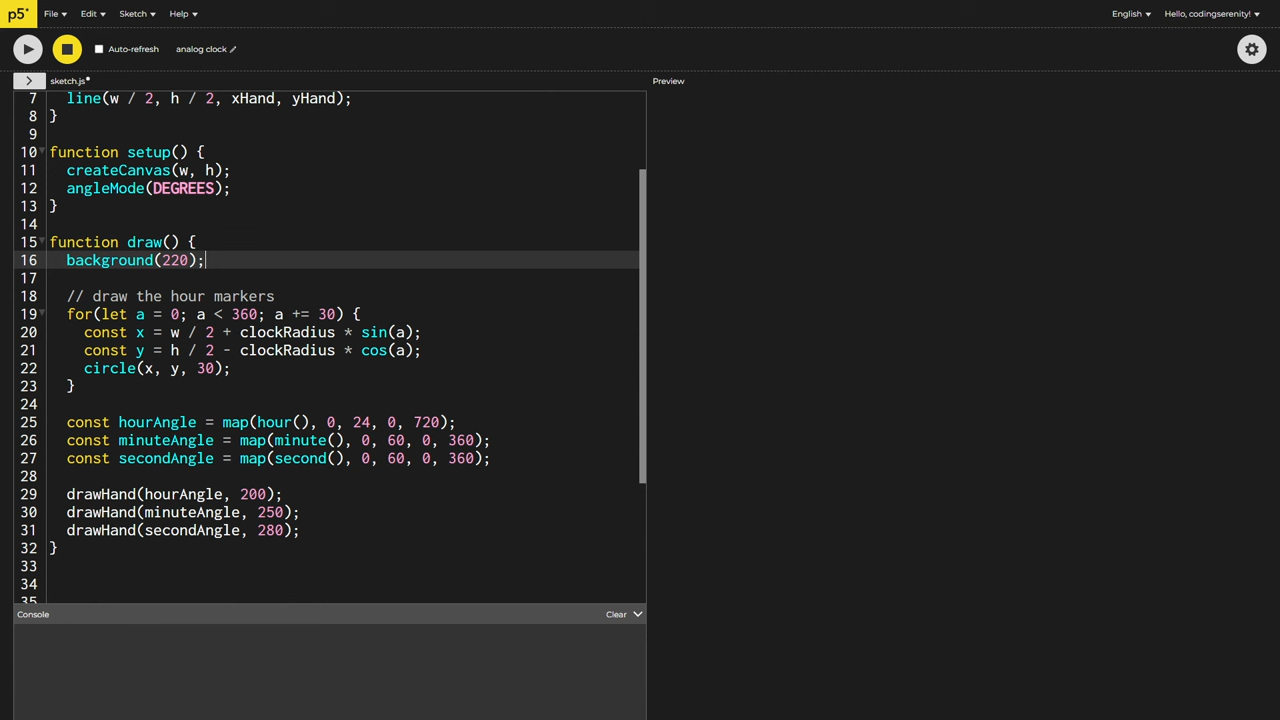 p5*
File Edit Sketch Help English Hello, codingserenity!
Auto-refresh analog clock
sketch.js Preview
7 line(w / 2, h / 2, xHand, yHand);
8 }
9
10 function setup() {
11 createCanvas(w, h);
12 angleMode(DEGREES);
13 }
14
15 function draw() {
16 background(220);
17
18 // draw the hour markers
19 for(let a = 0; a < 360; a += 30) {
20 const x = w / 2 + clockRadius * sin(a);
21 const y = h / 2 - clockRadius * cos(a);
22 circle(x, y, 30);
23 }
24
25 const hourAngle = map(hour(), 0, 24, 0, 720);
26 const minuteAngle = map(minute(), 0, 60, 0, 360);
27 const secondAngle = map(second(), 0, 60, 0, 360);
28
29 drawHand(hourAngle, 200);
30 drawHand(minuteAngle, 250);
31 drawHand(secondAngle, 280);
32 }
33
34
35
Console Clear